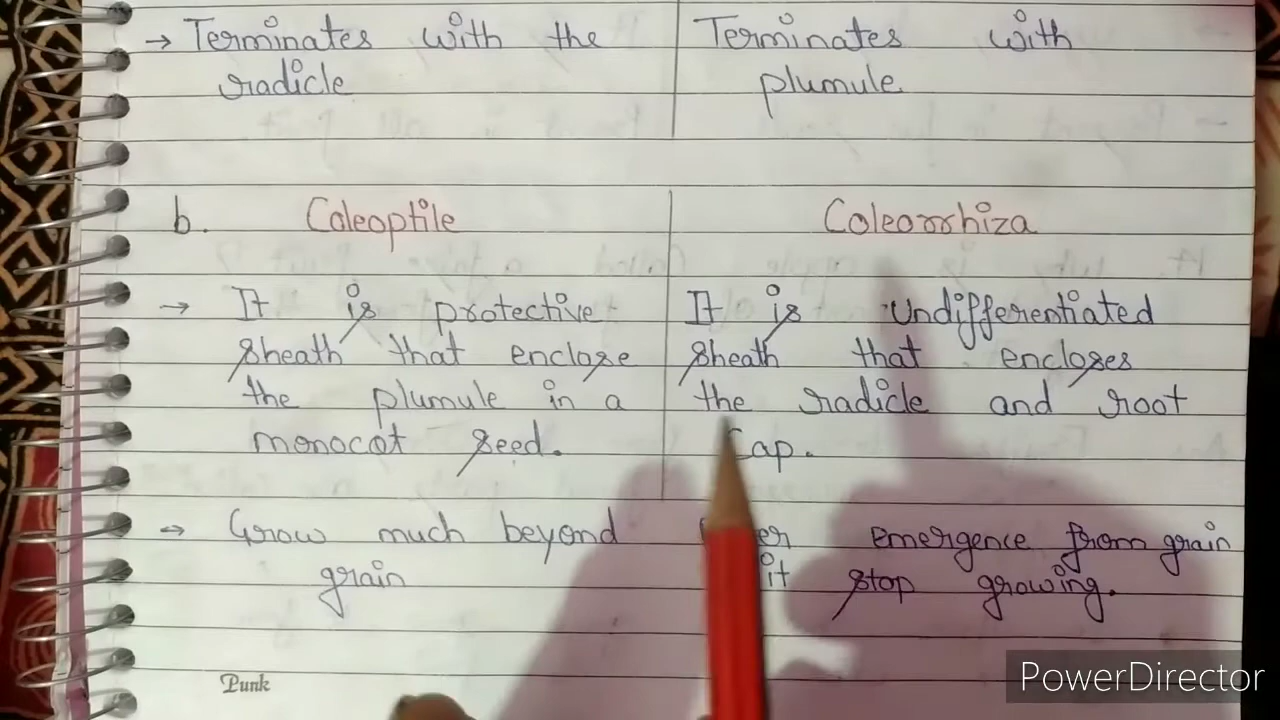 → Terminates with the
radicle
Terminates with
plumule
b. Coleoptile
Coleorrhiza
→ It is protective
sheath that enclose
the plumule in a
monocot seed.
It is undifferentiated
sheath that encloses
the radicle and root
cap.
→ Grow much beyond
grain
emergence from grain
it stop growing.
Punk
PowerDirector